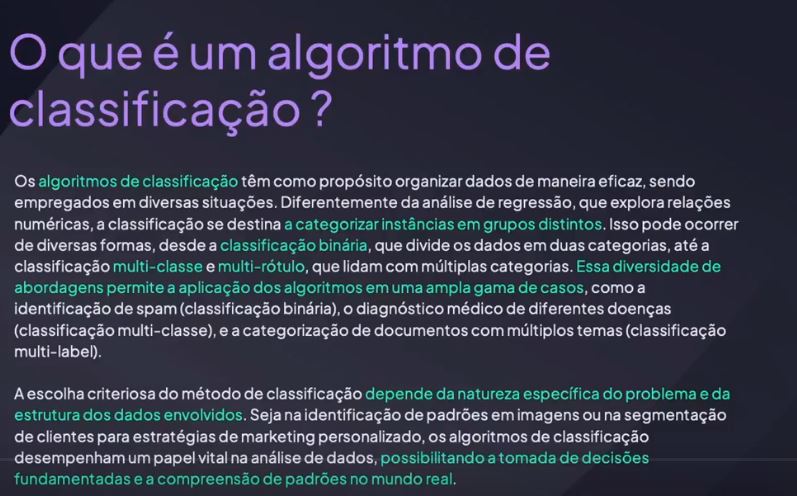 O que é um algoritmo de
classificação ?
Os algoritmos de classificação têm como propósito organizar dados de maneira eficaz, sendo
empregados em diversas situações. Diferentemente da análise de regressão, que explora relações
numéricas, a classificação se destina a categorizar instâncias em grupos distintos. Isso pode ocorrer
de diversas formas, desde a classificação binária, que divide os dados em duas categorias, até a
classificação multi-classe e multi-rótulo, que lidam com múltiplas categorias. Essa diversidade de
abordagens permite a aplicação dos algoritmos em uma ampla gama de casos, como a
identificação de spam (classificação binária), o diagnóstico médico de diferentes doenças
(classificação multi-classe), e a categorização de documentos com múltiplos temas (classificação
multi-label).
A escolha criteriosa do método de classificação depende da natureza específica do problema e da
estrutura dos dados envolvidos. Seja na identificação de padrões em imagens ou na segmentação
de clientes para estratégias de marketing personalizado, os algoritmos de classificação
desempenham um papel vital na análise de dados, possibilitando a tomada de decisões
fundamentadas e a compreensão de padrões no mundo real.